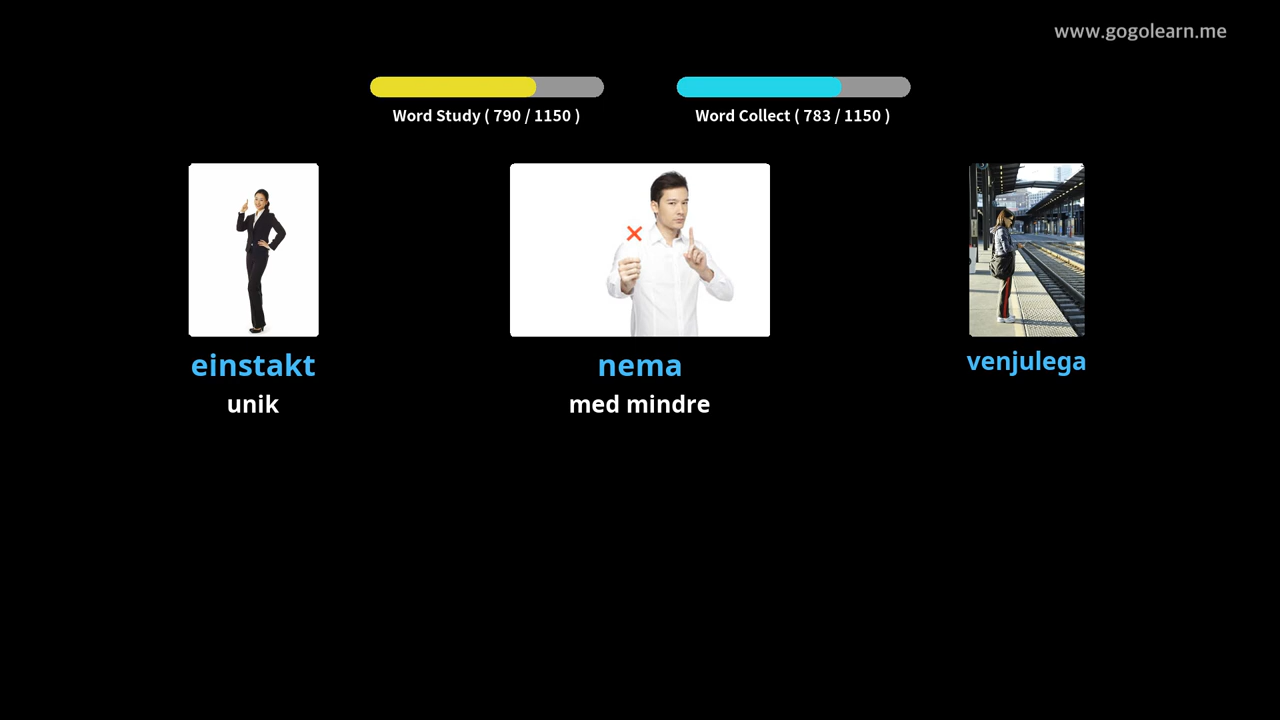 www.gogolearn.me
Word Study ( 790 / 1150 )
Word Collect ( 783 / 1150 )
einstakt
unik
nema
med mindre
venjulega